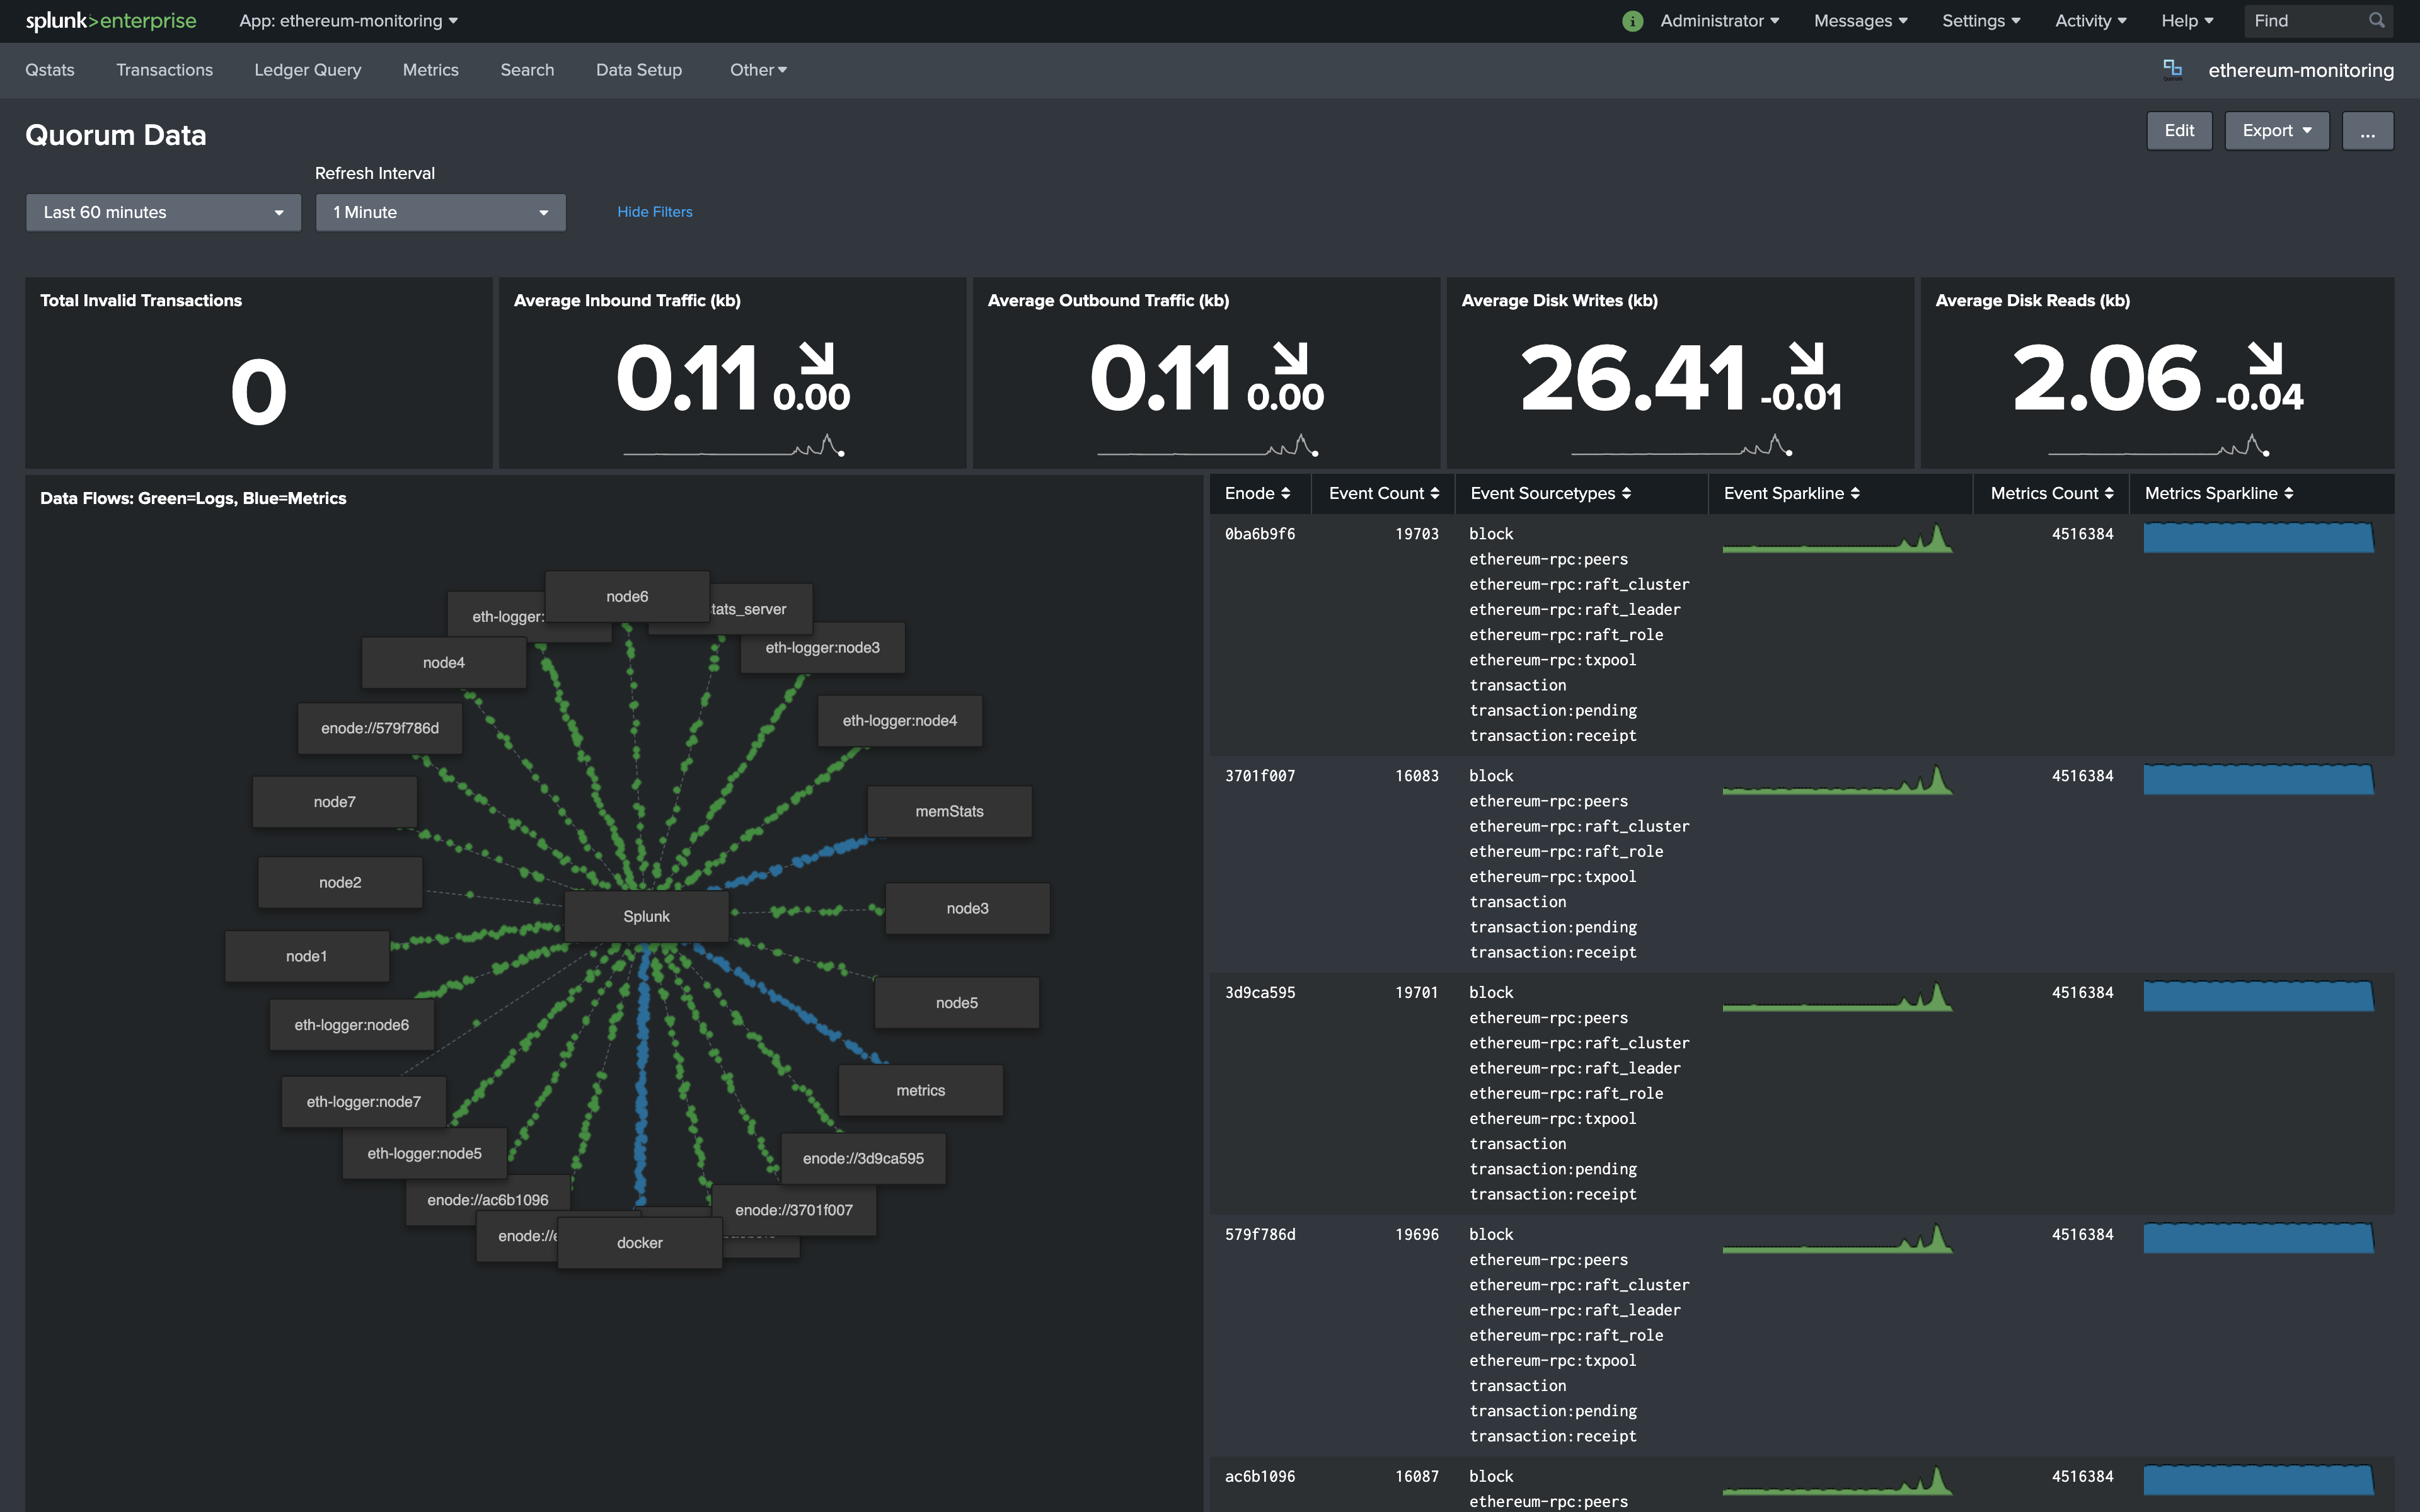 splunk>enterprise App: ethereum-monitoring Administrator Messages Settings Activity Help Find
Qstats Transactions Ledger Query Metrics Search Data Setup Other ethereum-monitoring
Quorum Data
Edit Export ...
Refresh Interval
Last 60 minutes 1 Minute Hide Filters
Total Invalid Transactions
0
Average Inbound Traffic (kb)
0.11 0.00
Average Outbound Traffic (kb)
0.11 0.00
Average Disk Writes (kb)
26.41 -0.01
Average Disk Reads (kb)
2.06 -0.04
Data Flows: Green=Logs, Blue=Metrics
node6
eth-logger:
tats_server
eth-logger:node3
node4
eth-logger:node4
enode://579f786d
node7
memStats
node2
Splunk
node3
node1
node5
eth-logger:node6
metrics
eth-logger:node7
eth-logger:node5
enode://3d9ca595
enode://ac6b1096
enode://3701f007
enode://e
docker
Enode Event Count Event Sourcetypes Event Sparkline Metrics Count Metrics Sparkline
0ba6b9f6 19703 block 4516384
ethereum-rpc:peers
ethereum-rpc:raft_cluster
ethereum-rpc:raft_leader
ethereum-rpc:raft_role
ethereum-rpc:txpool
transaction
transaction:pending
transaction:receipt
3701f007 16083 block 4516384
ethereum-rpc:peers
ethereum-rpc:raft_cluster
ethereum-rpc:raft_role
ethereum-rpc:txpool
transaction
transaction:pending
transaction:receipt
3d9ca595 19701 block 4516384
ethereum-rpc:peers
ethereum-rpc:raft_cluster
ethereum-rpc:raft_leader
ethereum-rpc:raft_role
ethereum-rpc:txpool
transaction
transaction:pending
transaction:receipt
579f786d 19696 block 4516384
ethereum-rpc:peers
ethereum-rpc:raft_cluster
ethereum-rpc:raft_leader
ethereum-rpc:raft_role
ethereum-rpc:txpool
transaction
transaction:pending
transaction:receipt
ac6b1096 16087 block 4516384
ethereum-rpc:peers